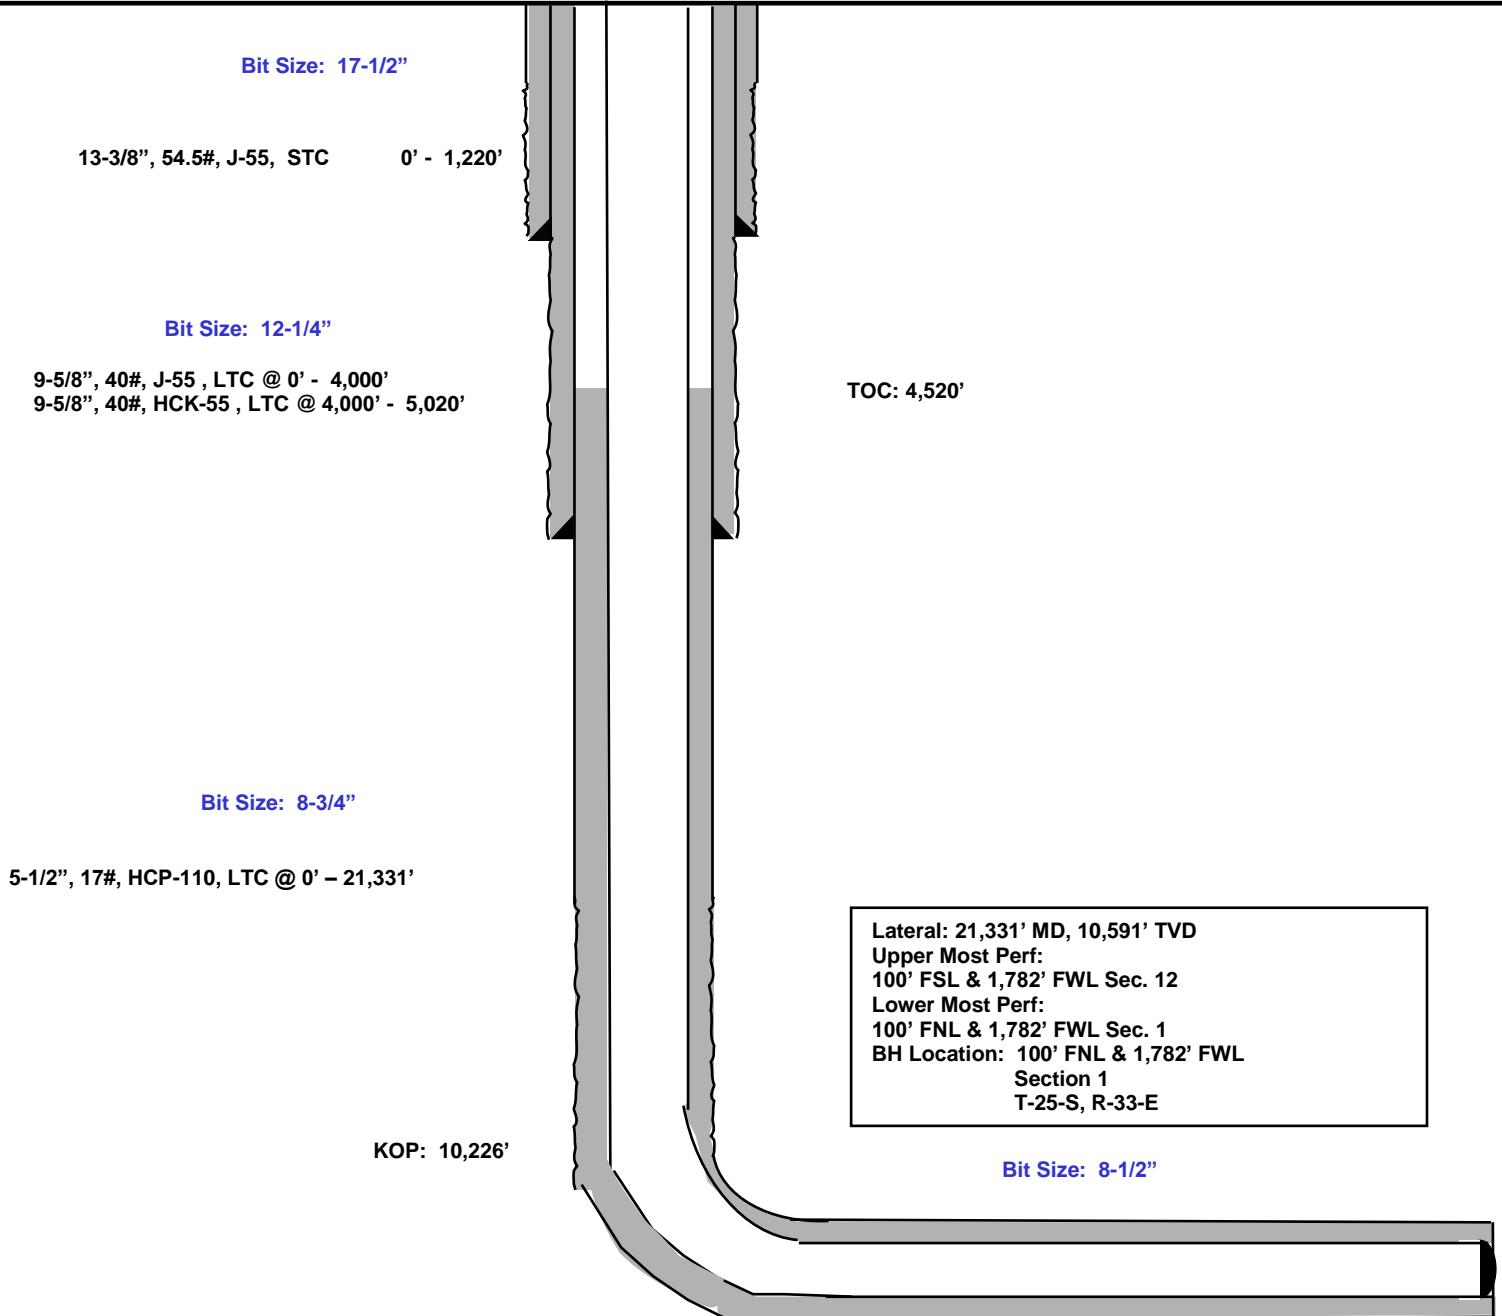 Bit Size: 17-1/2”
13-3/8”, 54.5#, J-55, STC 0’ - 1,220’
Bit Size: 12-1/4”
9-5/8”, 40#, J-55 , LTC @ 0’ - 4,000’
9-5/8”, 40#, HCK-55 , LTC @ 4,000’ - 5,020’
TOC: 4,520’
Bit Size: 8-3/4”
5-1/2”, 17#, HCP-110, LTC @ 0’ – 21,331’
Lateral: 21,331’ MD, 10,591’ TVD
Upper Most Perf:
100’ FSL & 1,782’ FWL Sec. 12
Lower Most Perf:
100’ FNL & 1,782’ FWL Sec. 1
BH Location: 100’ FNL & 1,782’ FWL
Section 1
T-25-S, R-33-E
KOP: 10,226’
Bit Size: 8-1/2”